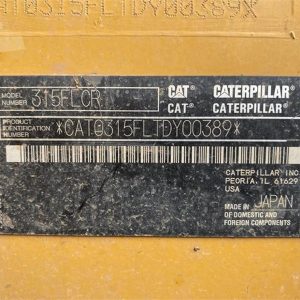 AT0315FLTDY00389X
MODEL NUMBER 315FLCR
CAT CATERPILLAR
CAT® CATERPILLAR®
PRODUCT IDENTIFICATION NUMBER *CAT0315FLTDY00389*
CATERPILLAR INC
PEORIA, IL 61629
USA
MADE IN JAPAN
OF DOMESTIC AND
FOREIGN COMPONENTS